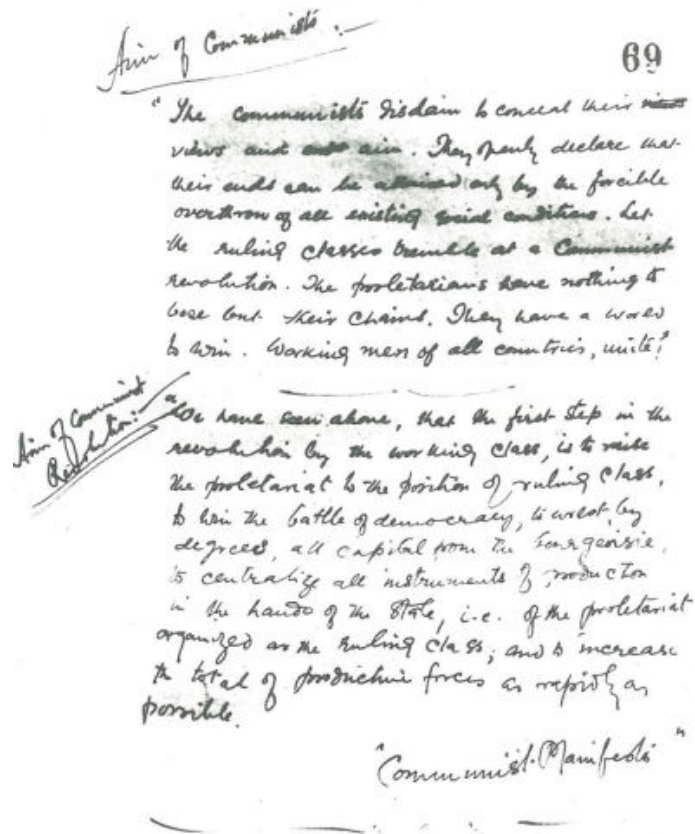 Aim of Communists :-
69
"The communists disdain to conceal their
views and aim. They openly declare that
their ends can be attained only by the forcible
overthrow of all existing social conditions. Let
the ruling classes tremble at a Communist
revolution. The proletarians have nothing to
lose but their chains. They have a world
to win. Working men of all countries, unite!"
Aim of Communist
Revolution:-
"We have seen above, that the first step in the
revolution by the working class, is to raise
the proletariat to the position of ruling class,
to win the battle of democracy, to wrest, by
degrees, all capital from the bourgeoisie,
to centralize all instruments of production
in the hands of the State, i.e. of the proletariat
organized as the ruling class; and to increase
the total of productive forces as rapidly as
possible.
"Communist Manifesto"